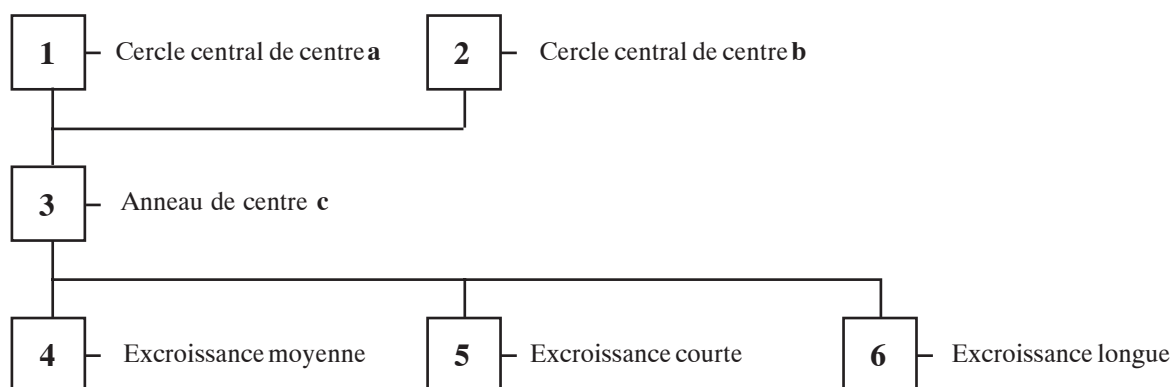 1 Cercle central de centre a 2 Cercle central de centre b
3 Anneau de centre c
4 Excroissance moyenne 5 Excroissance courte 6 Excroissance longue